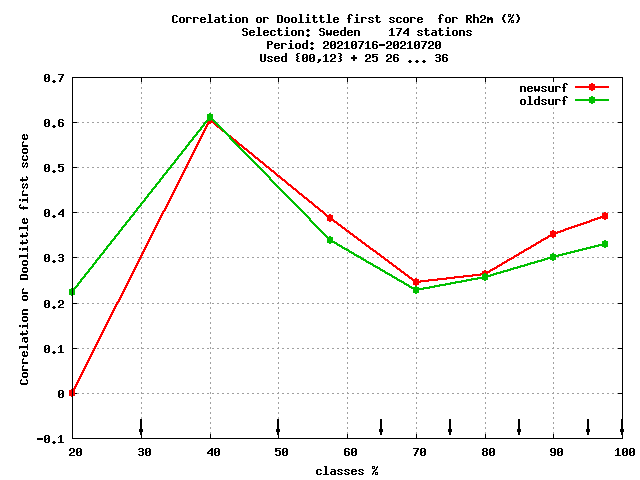 Correlation or Doolittle first score  for Rh2m (%)
Selection: Sweden    174 stations
Period: 20210716-20210720
Used {00,12} + 25 26 ... 36
newsurf
oldsurf
Correlation or Doolittle first score
0.7
0.6
0.5
0.4
0.3
0.2
0.1
0
-0.1
20 30 40 50 60 70 80 90 100
classes %